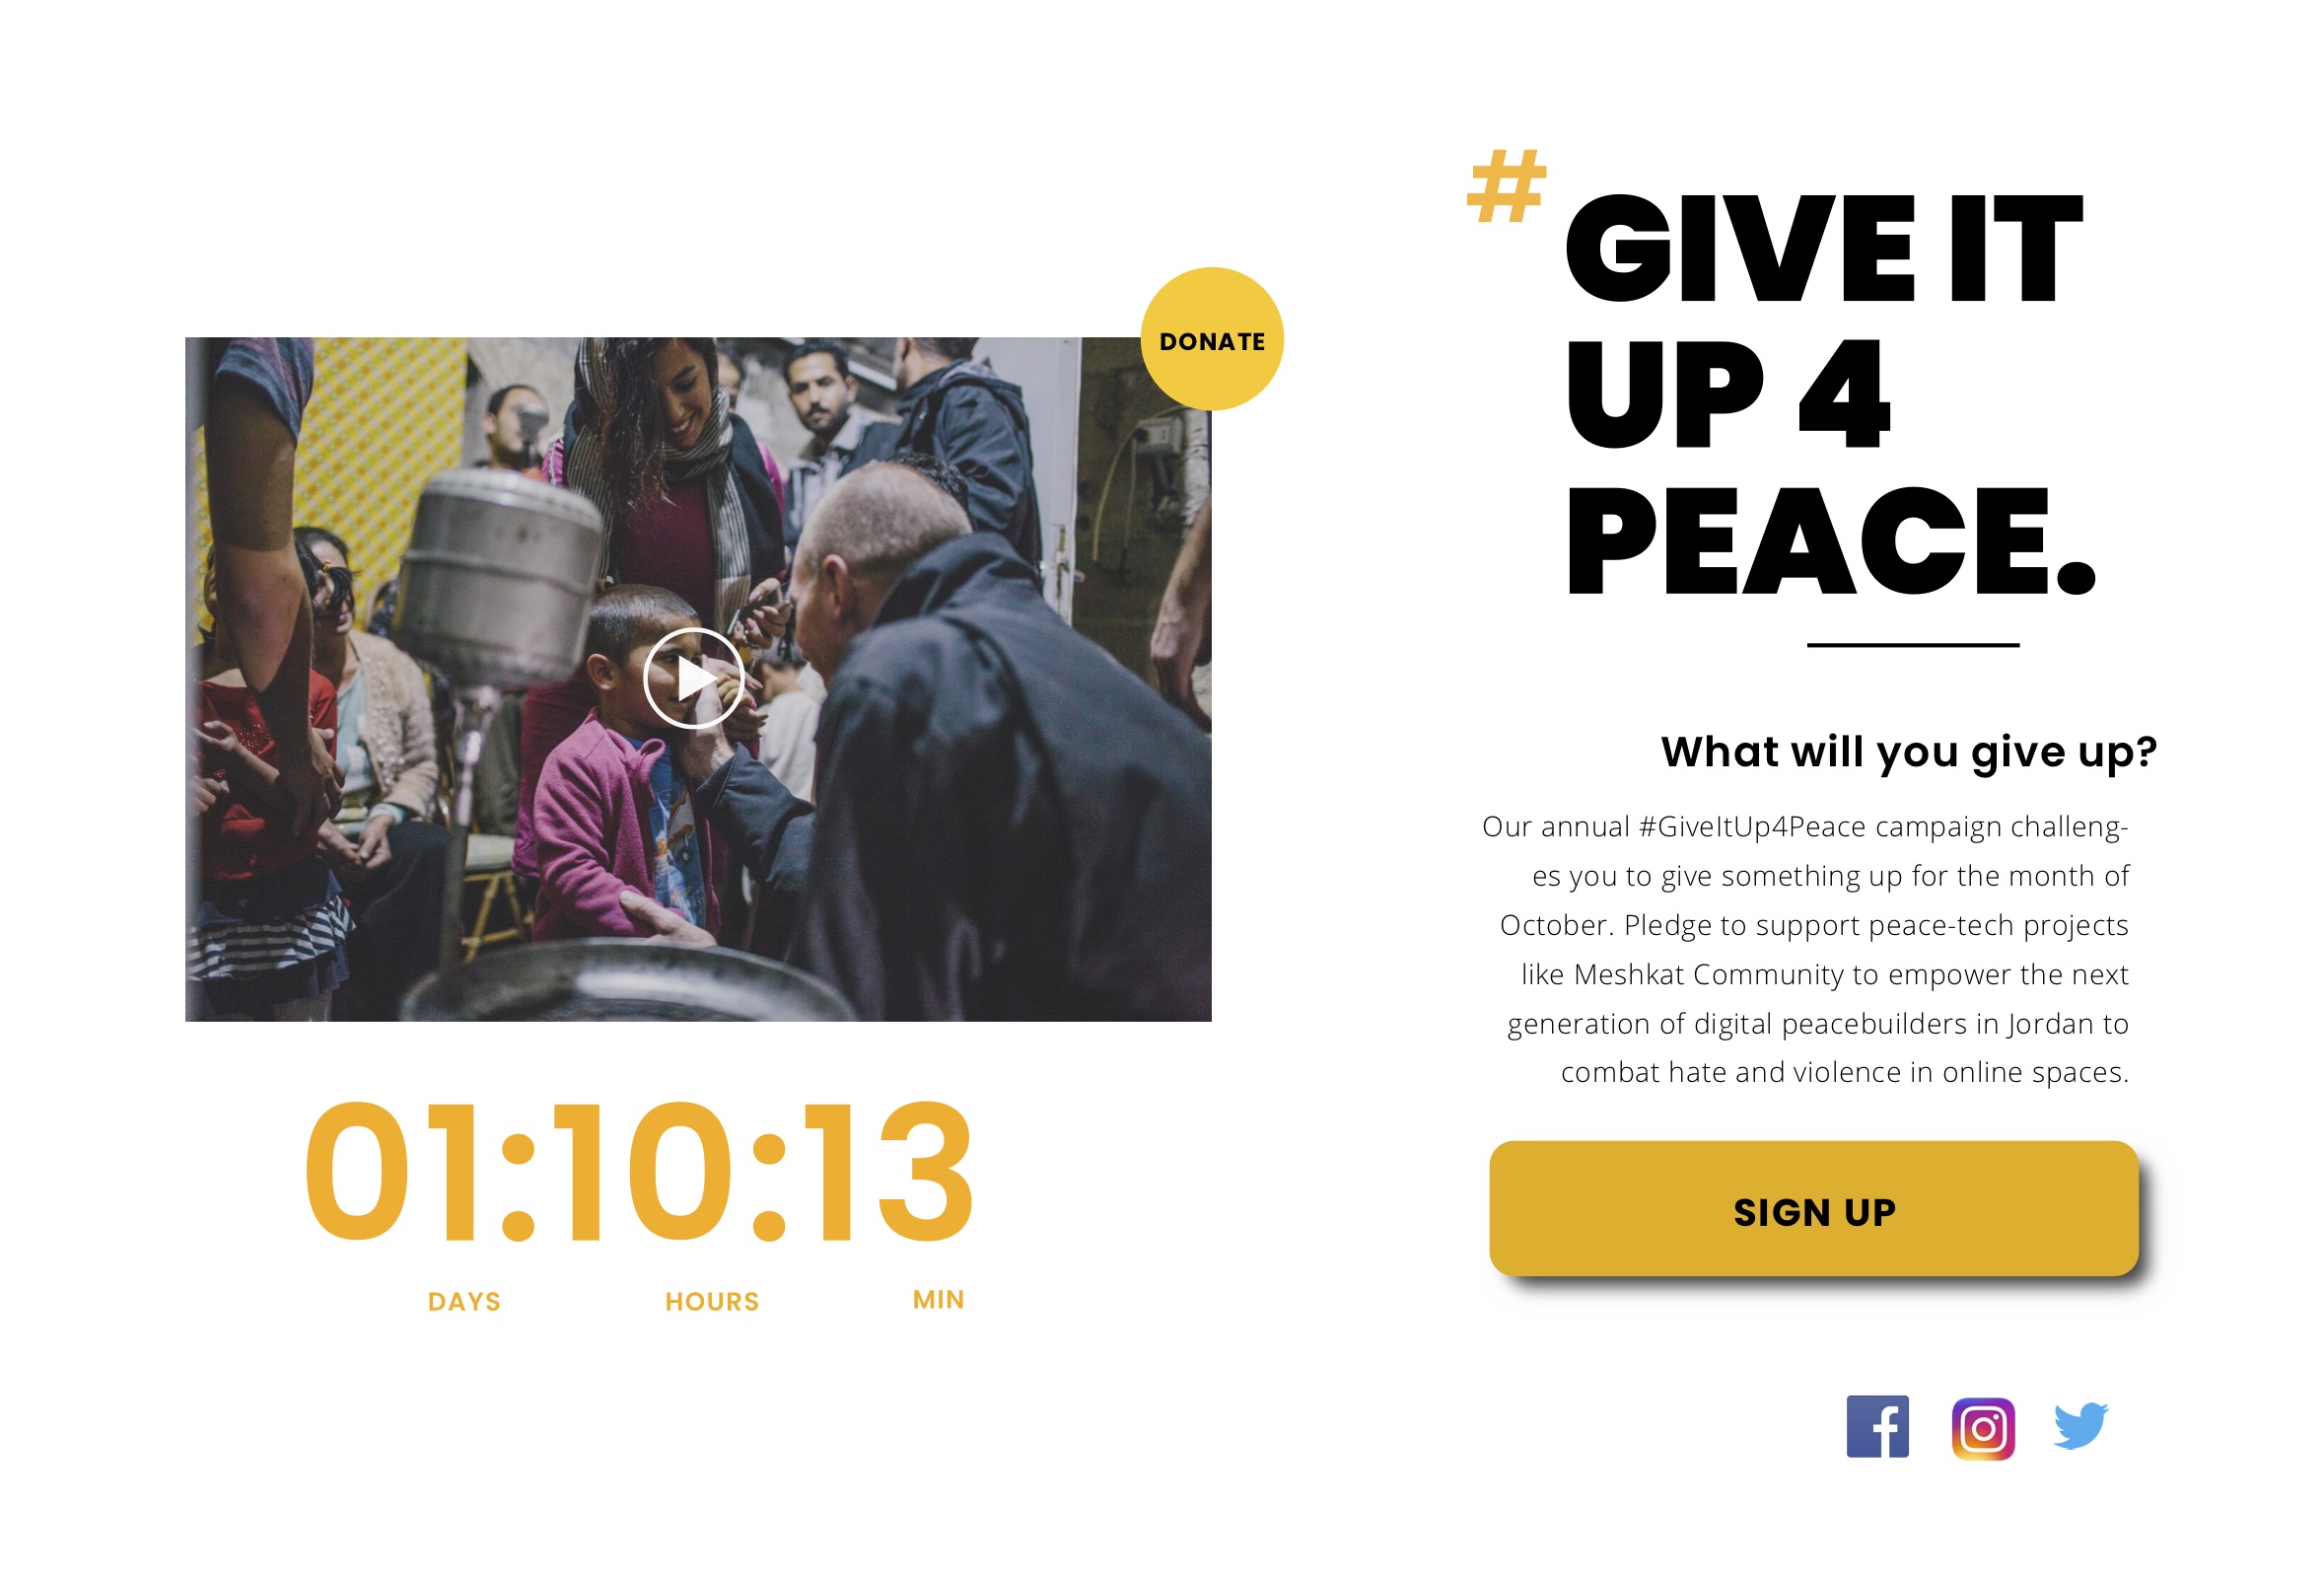 DONATE
01:10:13
DAYS HOURS MIN
#
GIVE IT
UP 4
PEACE.
What will you give up?
Our annual #GiveItUp4Peace campaign challeng-
es you to give something up for the month of
October. Pledge to support peace-tech projects
like Meshkat Community to empower the next
generation of digital peacebuilders in Jordan to
combat hate and violence in online spaces.
SIGN UP